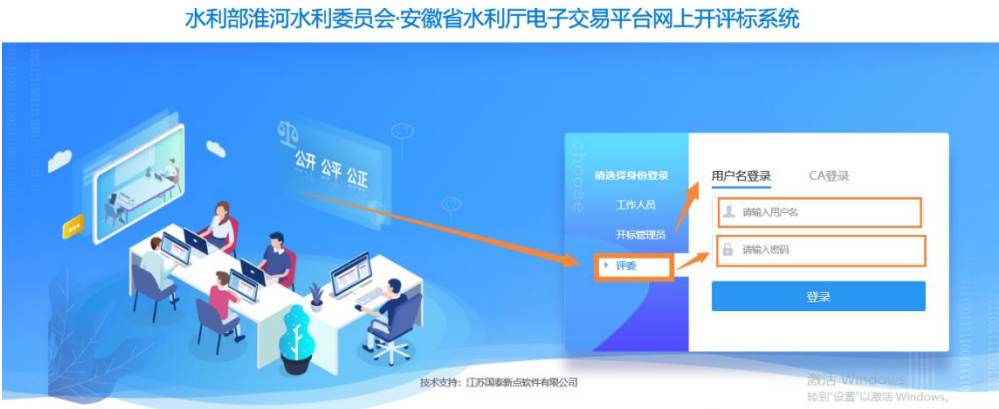 水利部淮河水利委员会·安徽省水利厅电子交易平台网上开评标系统
公开 公平 公正
choose
请选择身份登录
工作人员
开标管理员
评委
用户名登录 CA登录
请输入用户名
请输入密码
登录
技术支持：江苏国泰新点软件有限公司
激活 Windows
转到"设置"以激活 Windows。